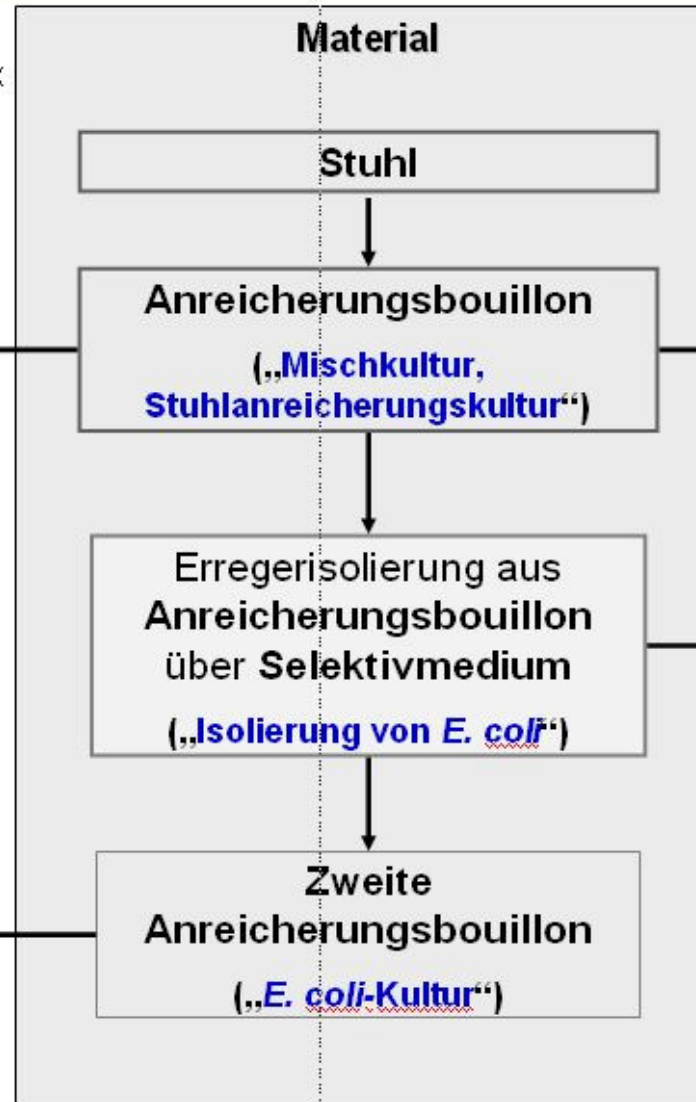 Material
Stuhl
Anreicherungsbouillon
(„Mischkultur,
Stuhlanreicherungskultur“)
Erregerisolierung aus
Anreicherungsbouillon
über Selektivmedium
(„Isolierung von E. coli“)
Zweite
Anreicherungsbouillon
(„E. coli-Kultur“)